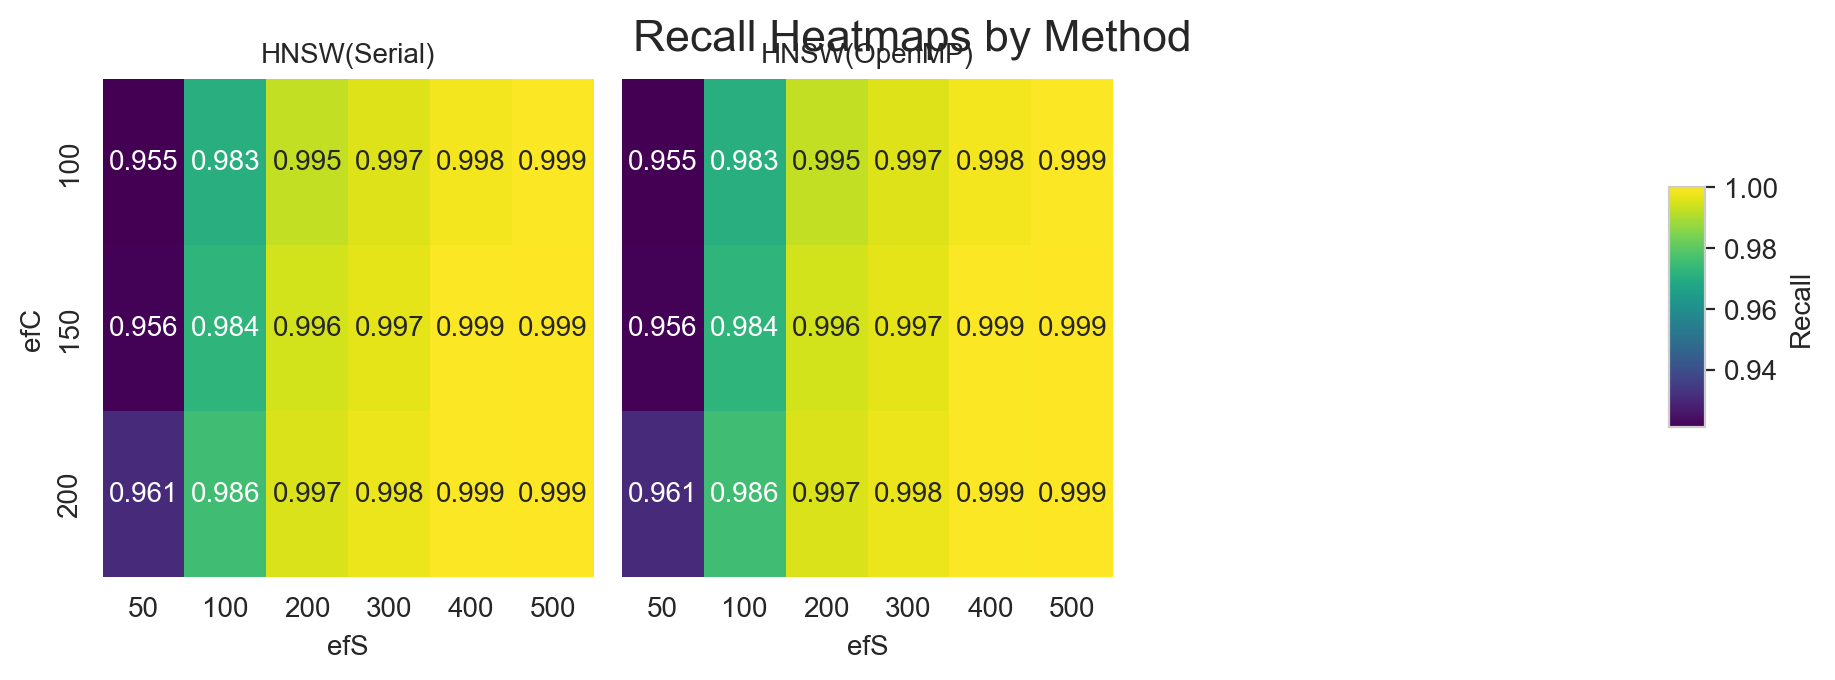 Recall Heatmaps by Method
HNSW(Serial)
HNSW(OpenMP)
efC
100
0.955 0.983 0.995 0.997 0.998 0.999
150
0.956 0.984 0.996 0.997 0.999 0.999
200
0.961 0.986 0.997 0.998 0.999 0.999
50 100 200 300 400 500
efS
0.955 0.983 0.995 0.997 0.998 0.999
0.956 0.984 0.996 0.997 0.999 0.999
0.961 0.986 0.997 0.998 0.999 0.999
50 100 200 300 400 500
efS
1.00
0.98
0.96
0.94
Recall